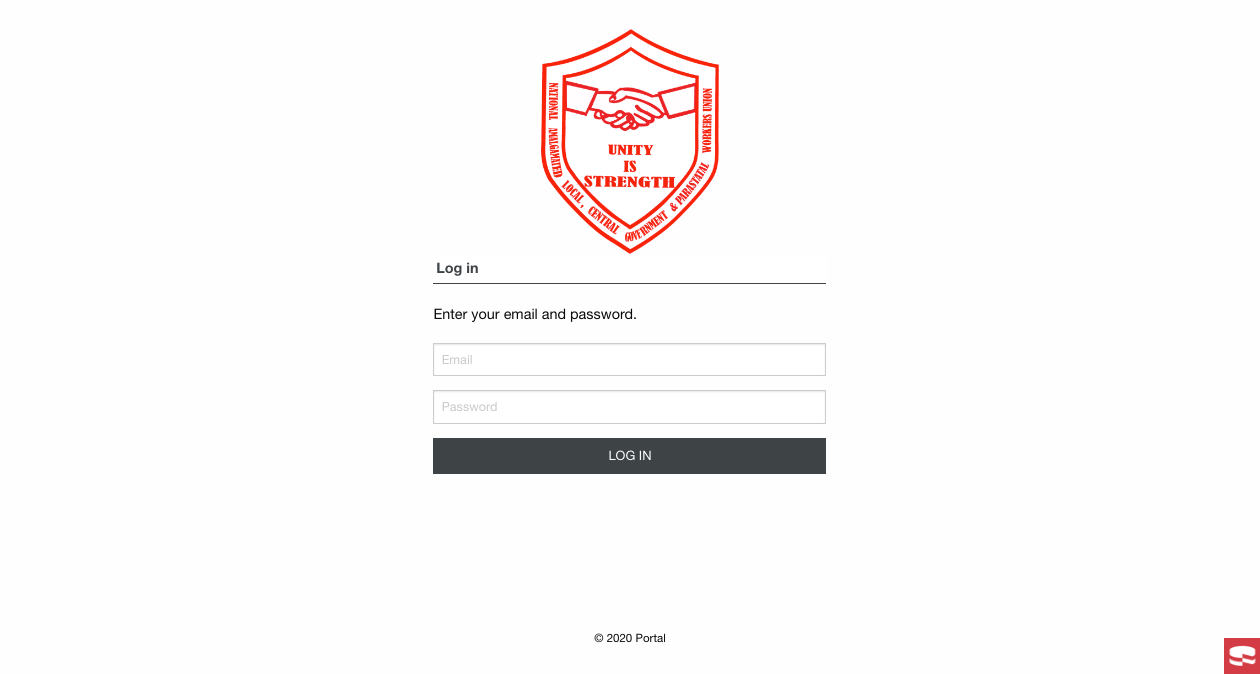 NATIONAL AMALGAMATED LOCAL, CENTRAL GOVERNMENT & PARASTATAL WORKERS UNION
UNITY
IS
STRENGTH
Log in
Enter your email and password.
Email
Password
LOG IN
© 2020 Portal